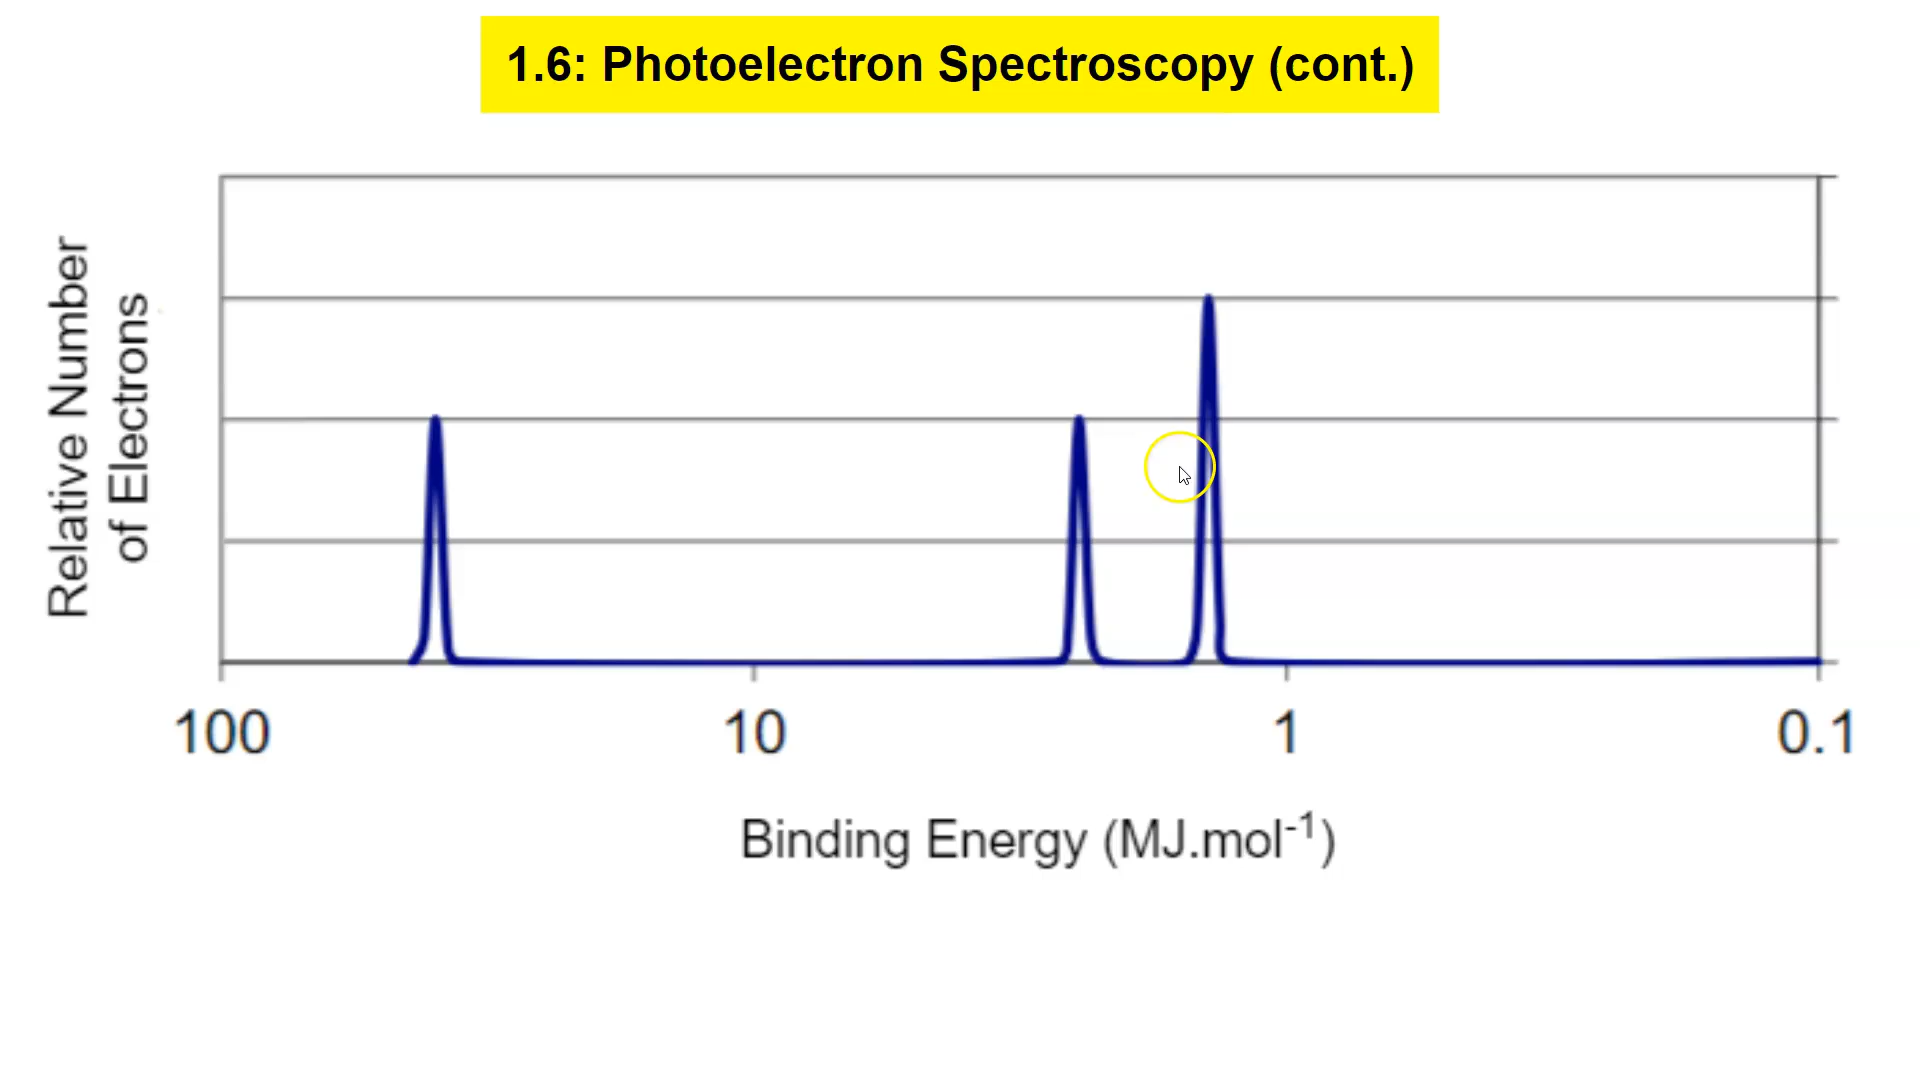 1.6: Photoelectron Spectroscopy (cont.)
Relative Number
of Electrons
100
10
1
0.1
Binding Energy (MJ.mol⁻¹)